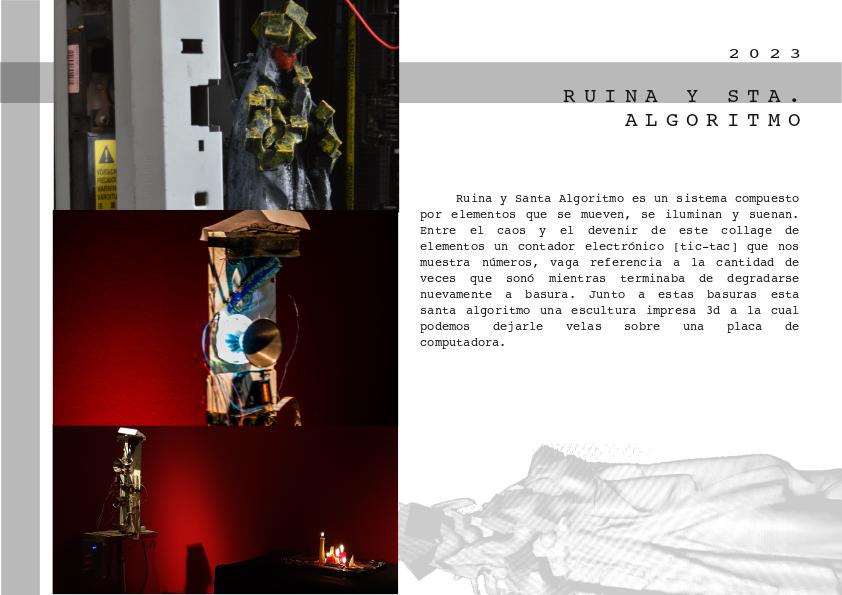 2023
RUINA Y STA.
ALGORITMO
Ruina y Santa Algoritmo es un sistema compuesto
por elementos que se mueven, se iluminan y suenan.
Entre el caos y el devenir de este collage de
elementos un contador electrónico [tic-tac] que nos
muestra números, vaga referencia a la cantidad de
veces que sonó mientras terminaba de degradarse
nuevamente a basura. Junto a estas basuras esta
santa algoritmo una escultura impresa 3d a la cual
podemos dejarle velas sobre una placa de
computadora.